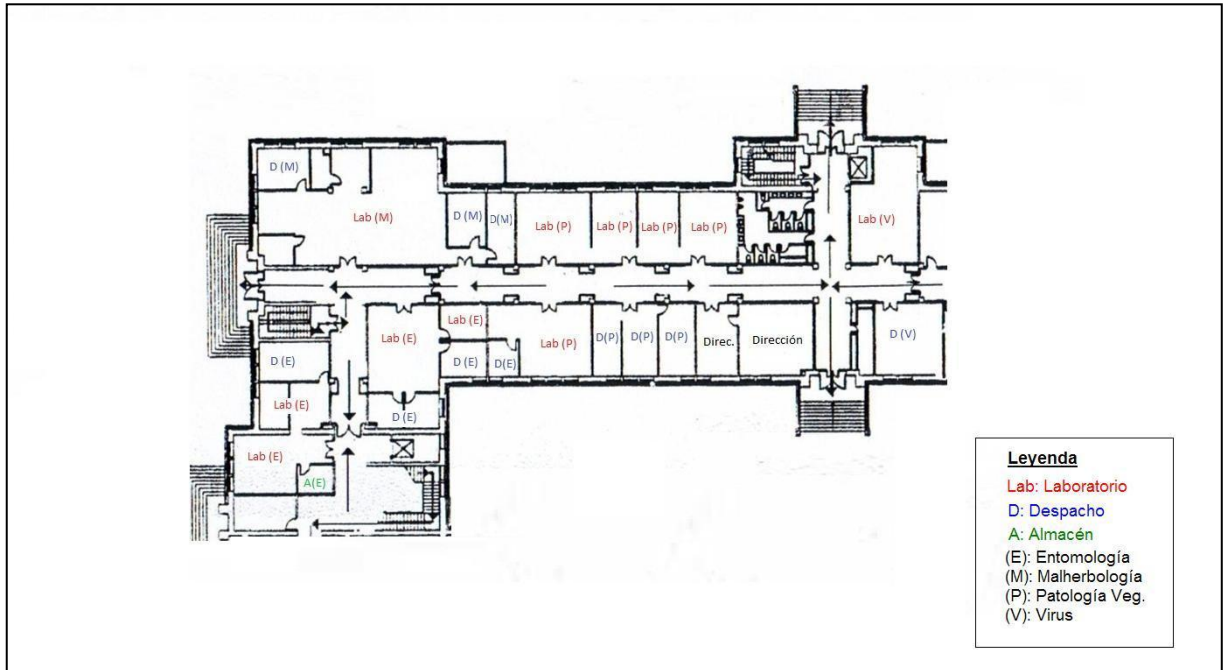 D (M)
Lab (M)
D (M)
D(M)
Lab (P)
Lab (P)
Lab (P)
Lab (P)
Lab (V)
Lab (E)
Lab (E)
D (E)
D(E)
Lab (P)
D(P)
D(P)
D(P)
Direc.
Dirección
D (V)
D (E)
Lab (E)
D (E)
Lab (E)
A(E)
Leyenda
Lab: Laboratorio
D: Despacho
A: Almacén
(E): Entomología
(M): Malherbología
(P): Patología Veg.
(V): Virus